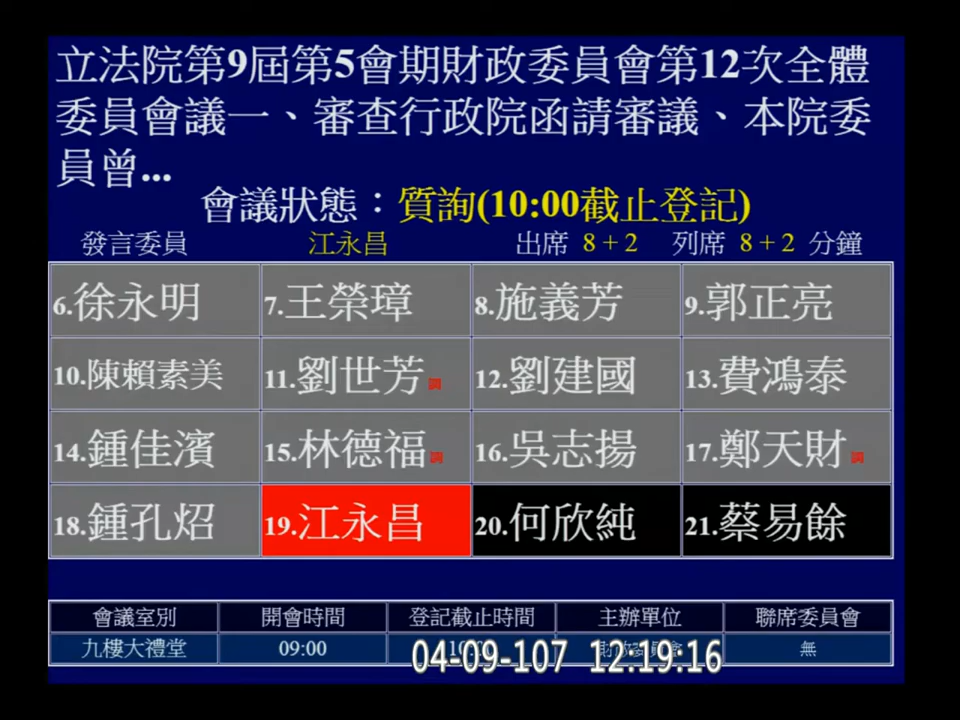 立法院第9屆第5會期財政委員會第12次全體
委員會議一、審查行政院函請審議、本院委
員曾...
會議狀態：質詢(10:00截止登記)
發言委員 江永昌 出席 8+2 列席 8+2 分鐘
6.徐永明 7.王榮璋 8.施義芳 9.郭正亮
10.陳賴素美 11.劉世芳詢 12.劉建國 13.費鴻泰
14.鍾佳濱 15.林德福詢 16.吳志揚 17.鄭天財詢
18.鍾孔炤 19.江永昌 20.何欣純 21.蔡易餘
會議室別 開會時間 登記截止時間 主辦單位 聯席委員會
九樓大禮堂 09:00 無
04-09-107 12:19:16